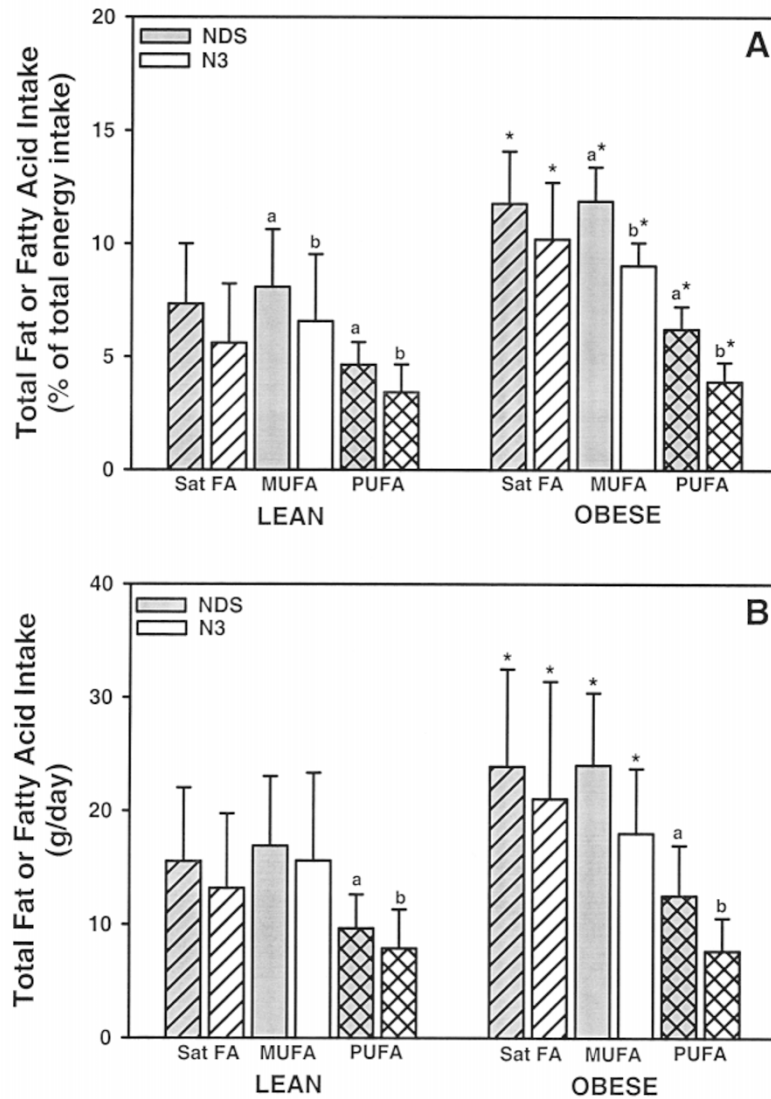 Total Fat or Fatty Acid Intake
(% of total energy intake)
20
15
10
5
0
NDS
N3
A
a
b
a
b
*
*
a*
b*
a*
b*
Sat FA MUFA PUFA Sat FA MUFA PUFA
LEAN OBESE
Total Fat or Fatty Acid Intake
(g/day)
40
30
20
10
0
NDS
N3
B
a
b
*
*
*
*
a
b
Sat FA MUFA PUFA Sat FA MUFA PUFA
LEAN OBESE